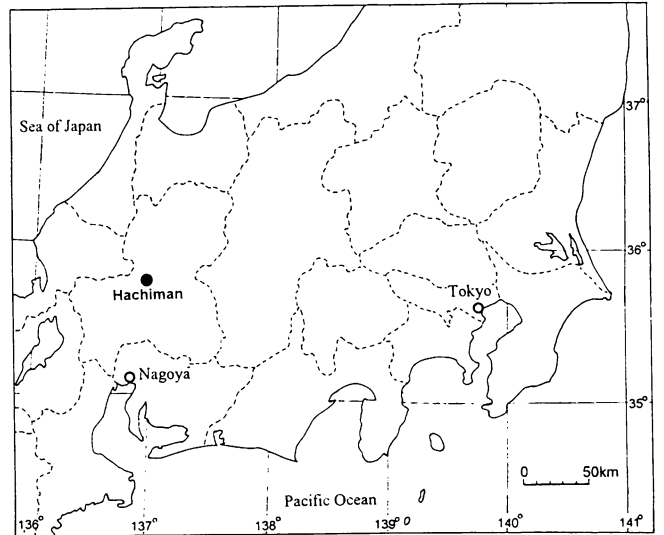 37°
Sea of Japan
36°
Hachiman
Tokyo
Nagoya
35°
0 50km
Pacific Ocean
136° 137° 138° 139° 140° 141°